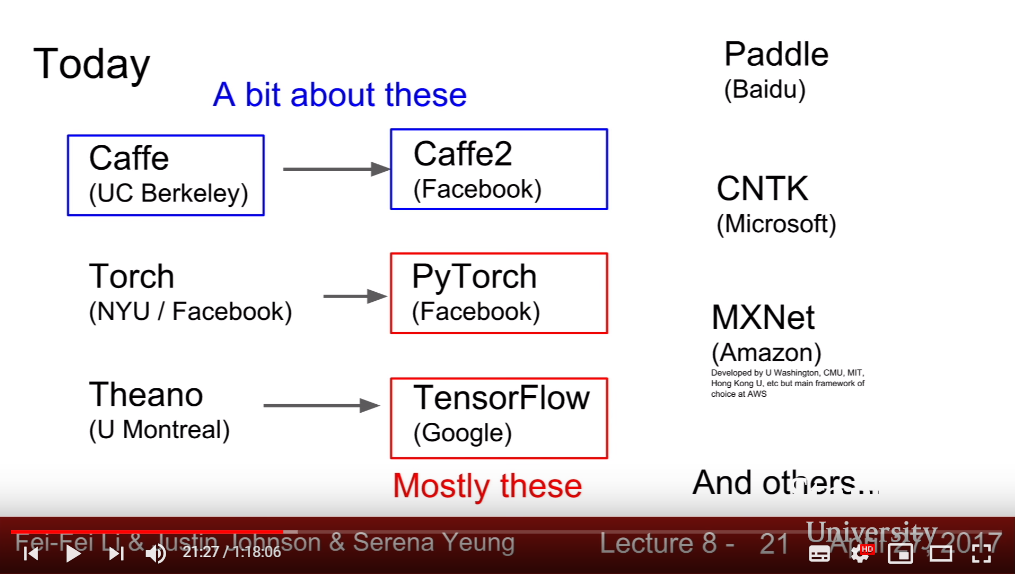 Today
A bit about these
Caffe
(UC Berkeley)
Caffe2
(Facebook)
Torch
(NYU / Facebook)
PyTorch
(Facebook)
Theano
(U Montreal)
TensorFlow
(Google)
Mostly these
Paddle
(Baidu)
CNTK
(Microsoft)
MXNet
(Amazon)
Developed by U Washington, CMU, MIT,
Hong Kong U, etc but main framework of
choice at AWS
And others...
University
Fei-Fei Li & Justin Johnson & Serena Yeung
Lecture 8 - 21
April 27, 2017
21:27 / 1:18:06
HD